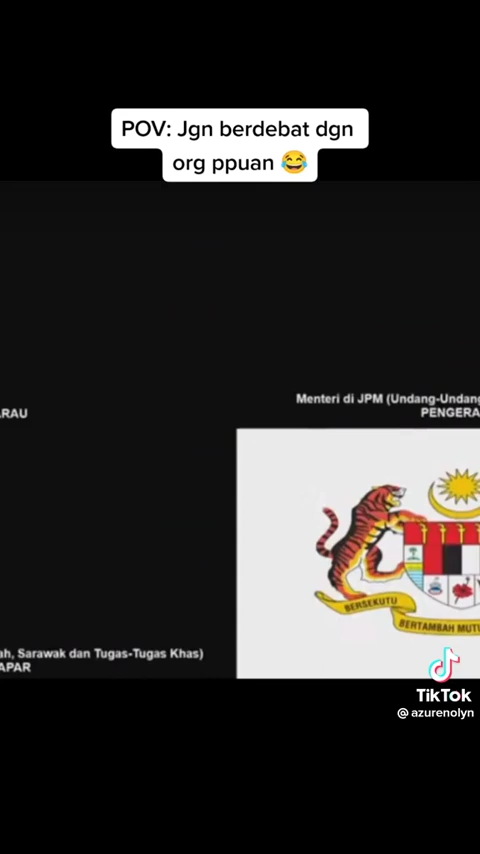 POV: Jgn berdebat dgn
org ppuan 😂
Menteri di JPM (Undang-Undang
ARAU
PENGERA
BERSEKUTU
BERTAMBAH MUTU
ah, Sarawak dan Tugas-Tugas Khas)
APAR
TikTok
@azurenolyn